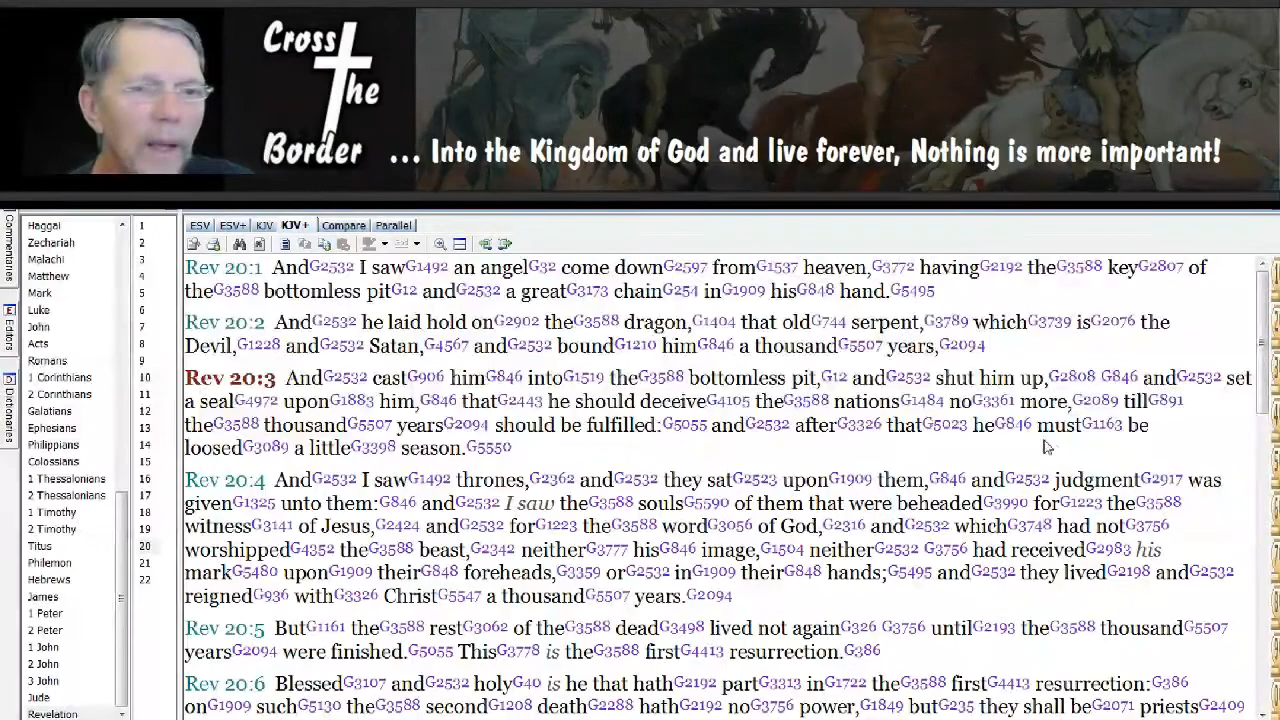 Cross
The
Border
... Into the Kingdom of God and live forever, Nothing is more important!
Commentaries
Editors
Dictionaries
Haggai
Zechariah
Malachi
Matthew
Mark
Luke
John
Acts
Romans
1 Corinthians
2 Corinthians
Galatians
Ephesians
Philippians
Colossians
1 Thessalonians
2 Thessalonians
1 Timothy
2 Timothy
Titus
Philemon
Hebrews
James
1 Peter
2 Peter
1 John
2 John
3 John
Jude
Revelation
1
2
3
4
5
6
7
8
9
10
11
12
13
14
15
16
17
18
19
20
21
22
ESV ESV+ KJV KJV+ Compare Parallel
Rev 20:1 AndG2532 I sawG1492 an angelG32 come downG2597 fromG1537 heaven,G3772 havingG2192 theG3588 keyG2807 of
theG3588 bottomless pitG12 andG2532 a greatG3173 chainG254 inG1909 hisG848 hand.G5495
Rev 20:2 AndG2532 he laid hold onG2902 theG3588 dragon,G1404 that oldG744 serpent,G3789 whichG3739 isG2076 the
Devil,G1228 andG2532 Satan,G4567 andG2532 boundG1210 himG846 a thousandG5507 years,G2094
Rev 20:3 AndG2532 castG906 himG846 intoG1519 theG3588 bottomless pit,G12 andG2532 shut him up,G2808 G846 andG2532 set
a sealG4972 uponG1883 him,G846 thatG2443 he should deceiveG4105 theG3588 nationsG1484 noG3361 more,G2089 tillG891
theG3588 thousandG5507 yearsG2094 should be fulfilled:G5055 andG2532 afterG3326 thatG5023 heG846 mustG1163 be
loosedG3089 a littleG3398 season.G5550
Rev 20:4 AndG2532 I sawG1492 thrones,G2362 andG2532 they satG2523 uponG1909 them,G846 andG2532 judgmentG2917 was
givenG1325 unto them:G846 andG2532 I saw theG3588 soulsG5590 of them that were beheadedG3990 forG1223 theG3588
witnessG3141 of Jesus,G2424 andG2532 forG1223 theG3588 wordG3056 of God,G2316 andG2532 whichG3748 had notG3756
worshippedG4352 theG3588 beast,G2342 neitherG3777 hisG846 image,G1504 neitherG2532 G3756 had receivedG2983 his
markG5480 uponG1909 theirG848 foreheads,G3359 orG2532 inG1909 theirG848 hands;G5495 andG2532 they livedG2198 andG2532
reignedG936 withG3326 ChristG5547 a thousandG5507 years.G2094
Rev 20:5 ButG1161 theG3588 restG3062 of theG3588 deadG3498 lived not againG326 G3756 untilG2193 theG3588 thousandG5507
yearsG2094 were finished.G5055 ThisG3778 is theG3588 firstG4413 resurrection.G386
Rev 20:6 BlessedG3107 andG2532 holyG40 is he that hathG2192 partG3313 inG1722 theG3588 firstG4413 resurrection:G386
onG1909 suchG5130 theG3588 secondG1208 deathG2288 hathG2192 noG3756 power,G1849 butG235 they shall beG2071 priestsG2409